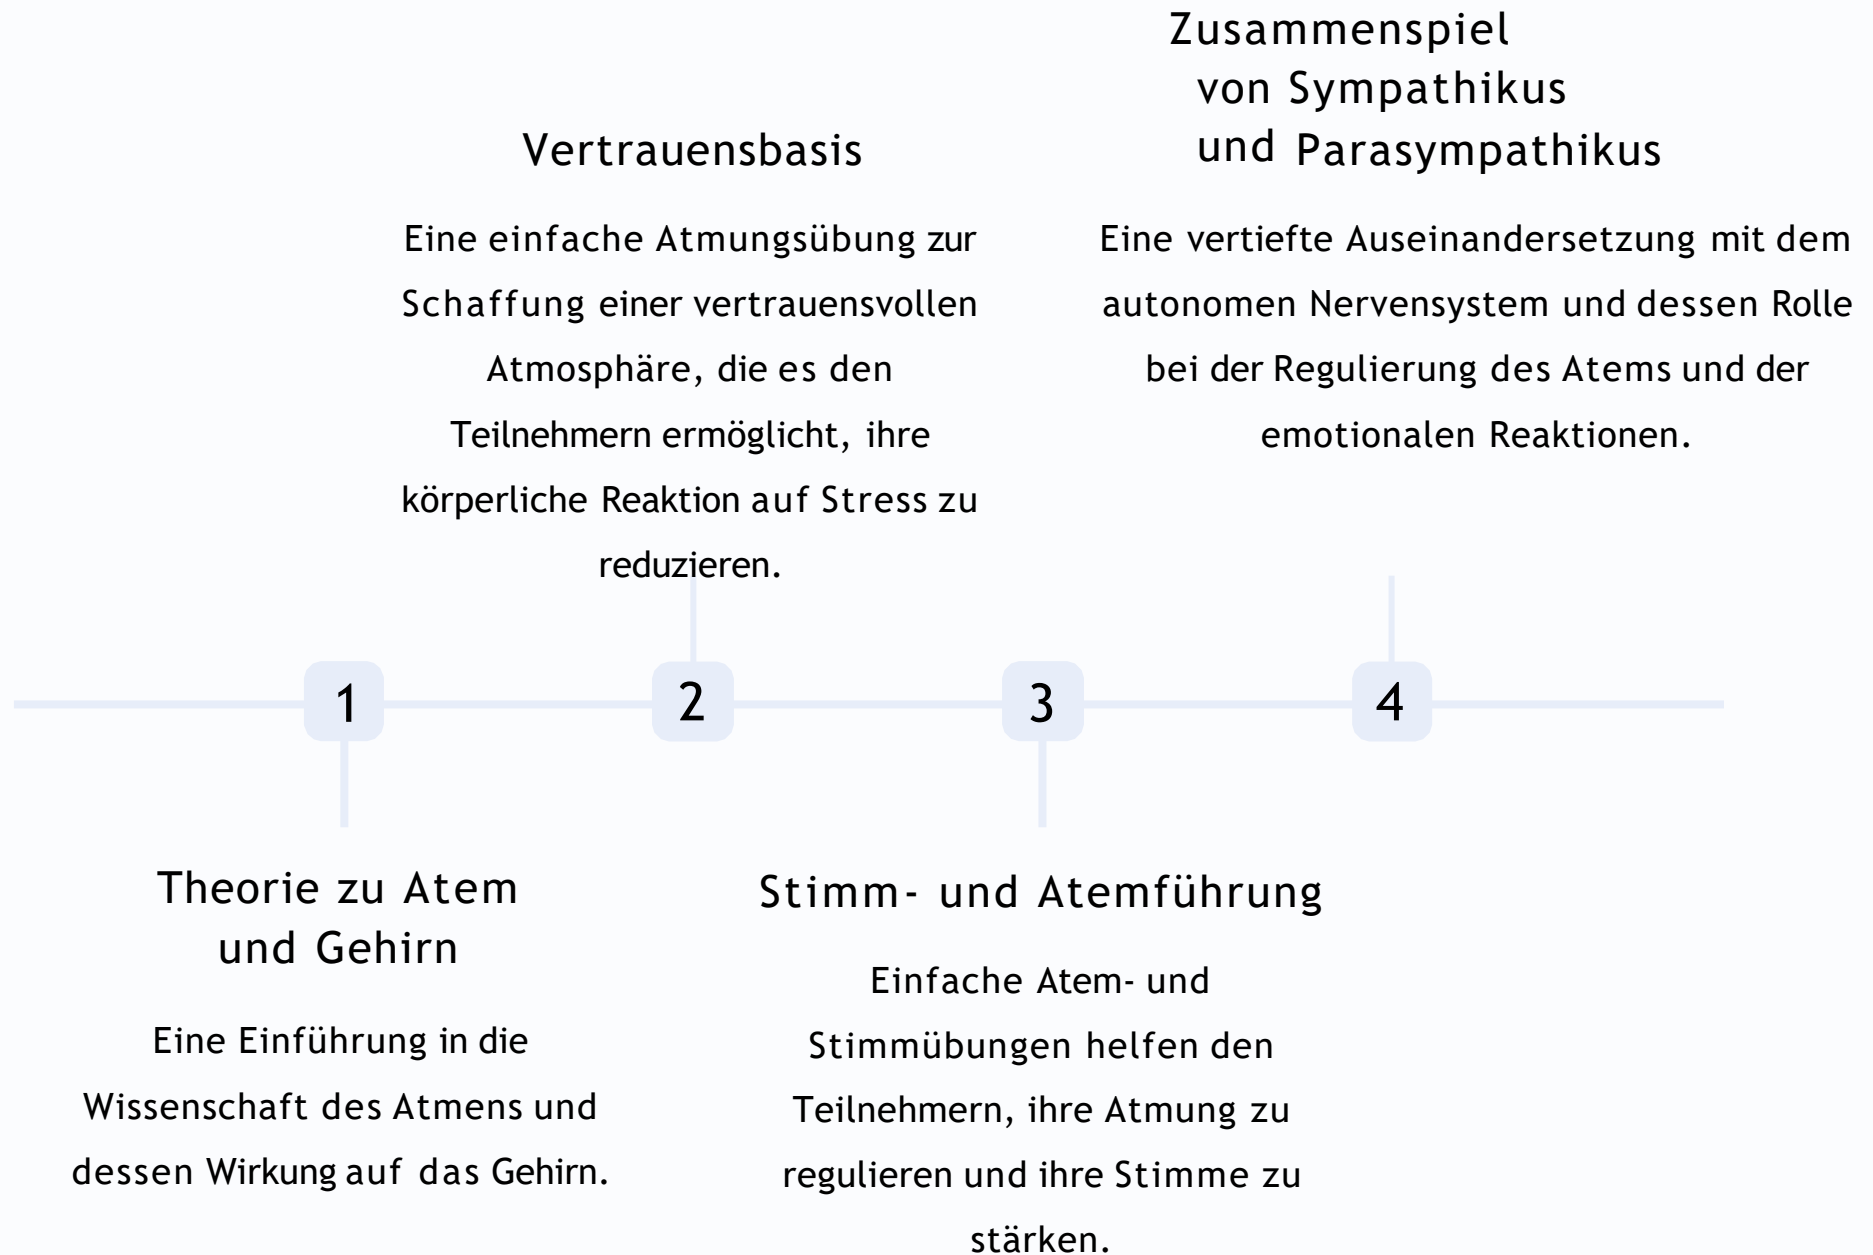 Zusammenspiel
von Sympathikus
und Parasympathikus
Eine vertiefte Auseinandersetzung mit dem
autonomen Nervensystem und dessen Rolle
bei der Regulierung des Atems und der
emotionalen Reaktionen.
Vertrauensbasis
Eine einfache Atmungsübung zur
Schaffung einer vertrauensvollen
Atmosphäre, die es den
Teilnehmern ermöglicht, ihre
körperliche Reaktion auf Stress zu
reduzieren.
1
2
3
4
Theorie zu Atem
und Gehirn
Eine Einführung in die
Wissenschaft des Atmens und
dessen Wirkung auf das Gehirn.
Stimm- und Atemführung
Einfache Atem- und
Stimmübungen helfen den
Teilnehmern, ihre Atmung zu
regulieren und ihre Stimme zu
stärken.